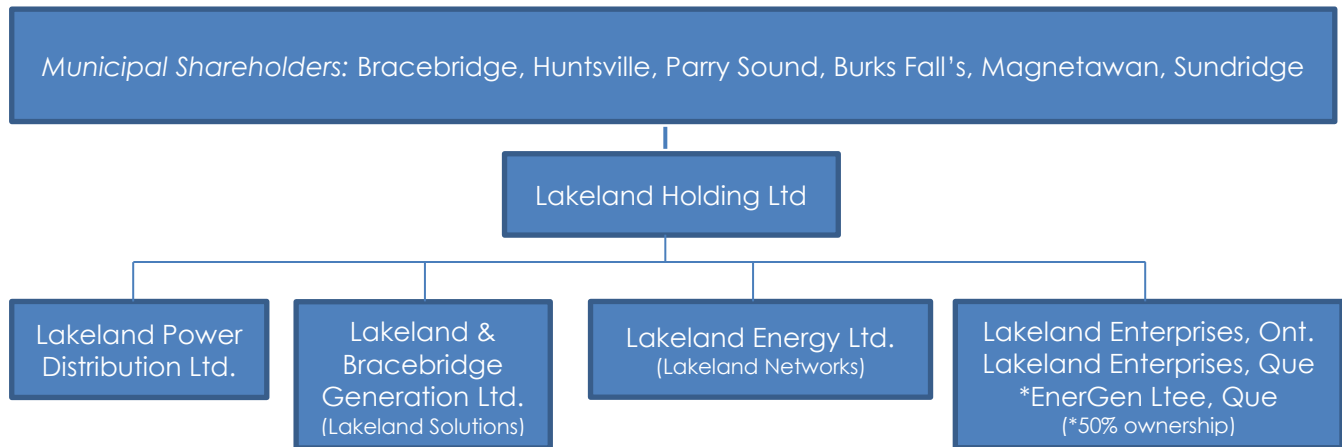 Municipal Shareholders: Bracebridge, Huntsville, Parry Sound, Burks Fall's, Magnetawan, Sundridge
Lakeland Holding Ltd
Lakeland Power
Distribution Ltd.
Lakeland &
Bracebridge
Generation Ltd.
(Lakeland Solutions)
Lakeland Energy Ltd.
(Lakeland Networks)
Lakeland Enterprises, Ont.
Lakeland Enterprises, Que
*EnerGen Ltee, Que
(*50% ownership)